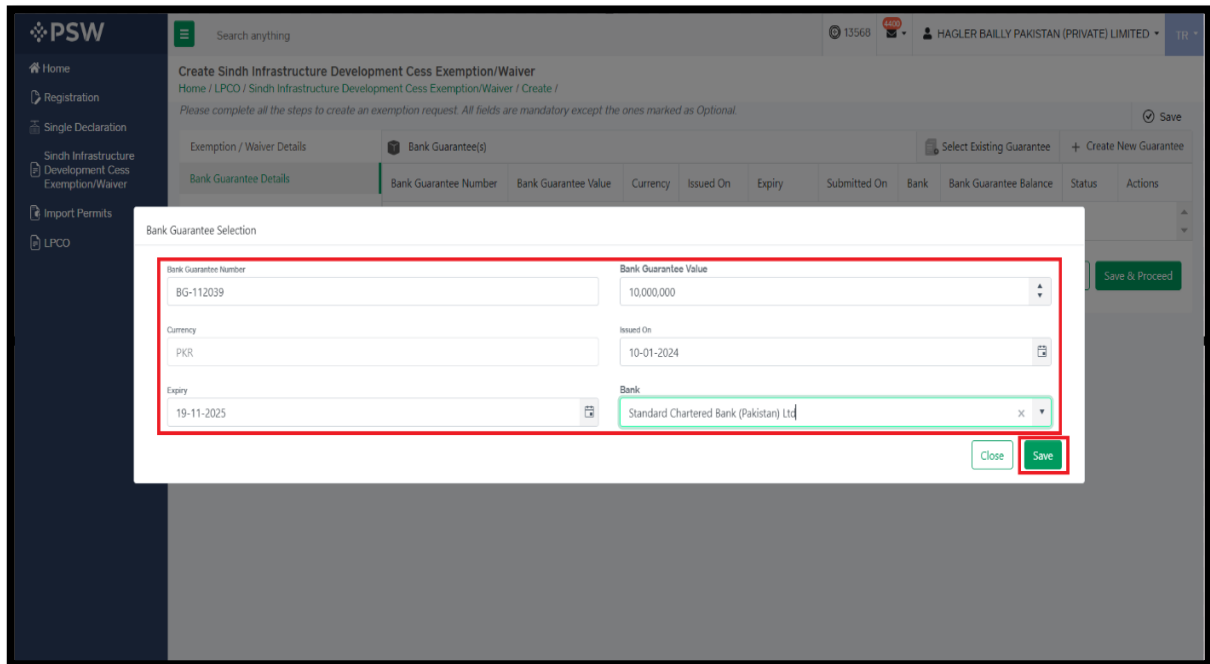 PSW
Search anything
13568
4400
HAGLER BAILLY PAKISTAN (PRIVATE) LIMITED
TR
Home
Registration
Single Declaration
Sindh Infrastructure
Development Cess
Exemption/Waiver
Import Permits
LPCO
Create Sindh Infrastructure Development Cess Exemption/Waiver
Home / LPCO / Sindh Infrastructure Development Cess Exemption/Waiver / Create /
Please complete all the steps to create an exemption request. All fields are mandatory except the ones marked as Optional.
Save
Exemption / Waiver Details
Bank Guarantee Details
Bank Guarantee(s)
Select Existing Guarantee
+ Create New Guarantee
Bank Guarantee Number Bank Guarantee Value Currency Issued On Expiry Submitted On Bank Bank Guarantee Balance Status Actions
Save & Proceed
Bank Guarantee Selection
Bank Guarantee Number
BG-112039
Bank Guarantee Value
10,000,000
Currency
PKR
Issued On
10-01-2024
Expiry
19-11-2025
Bank
Standard Chartered Bank (Pakistan) Ltd
Close
Save